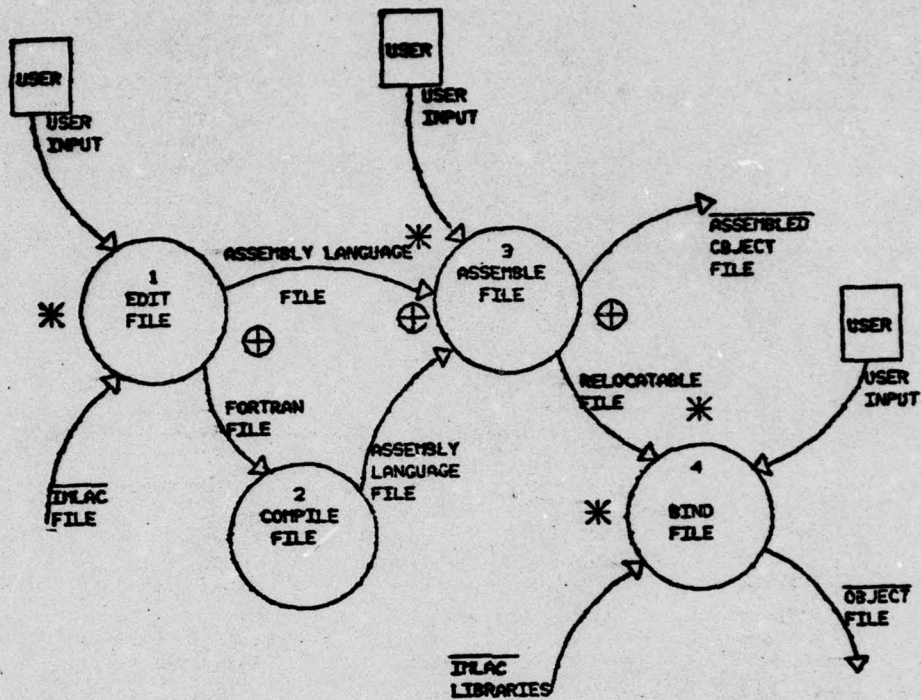 USER
USER
INPUT
USER
USER
INPUT
1
EDIT
FILE
ASSEMBLY LANGUAGE
FILE
3
ASSEMBLE
FILE
ASSEMBLED
OBJECT
FILE
USER
USER
INPUT
FORTRAN
FILE
RELOCATABLE
FILE
IMLAC
FILE
2
COMPILE
FILE
ASSEMBLY
LANGUAGE
FILE
4
BIND
FILE
IMLAC
LIBRARIES
OBJECT
FILE